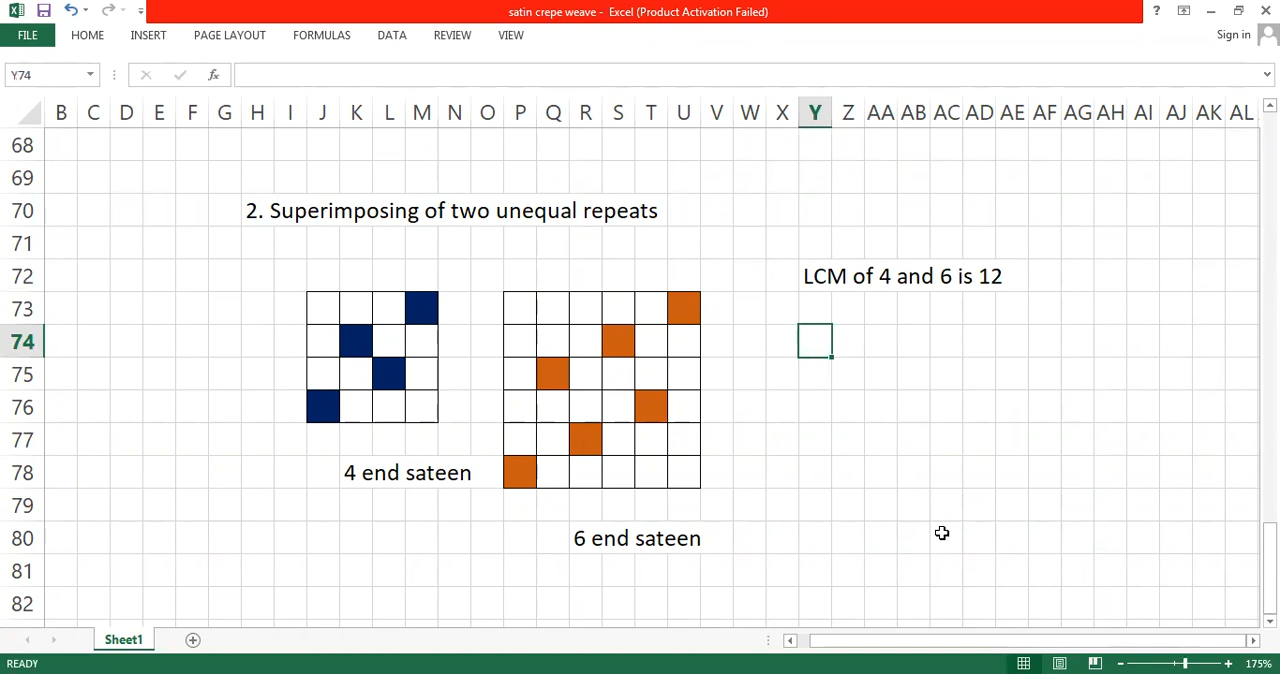 satin crepe weave - Excel (Product Activation Failed)
?
FILE HOME INSERT PAGE LAYOUT FORMULAS DATA REVIEW VIEW
Sign in
Y74
fx
B C D E F G H I J K L M N O P Q R S T U V W X Y Z AA AB AC AD AE AF AG AH AI AJ AK AL
68
69
70
2. Superimposing of two unequal repeats
71
72
LCM of 4 and 6 is 12
73
74
75
76
77
78
4 end sateen
79
80
6 end sateen
81
82
Sheet1
READY
175%